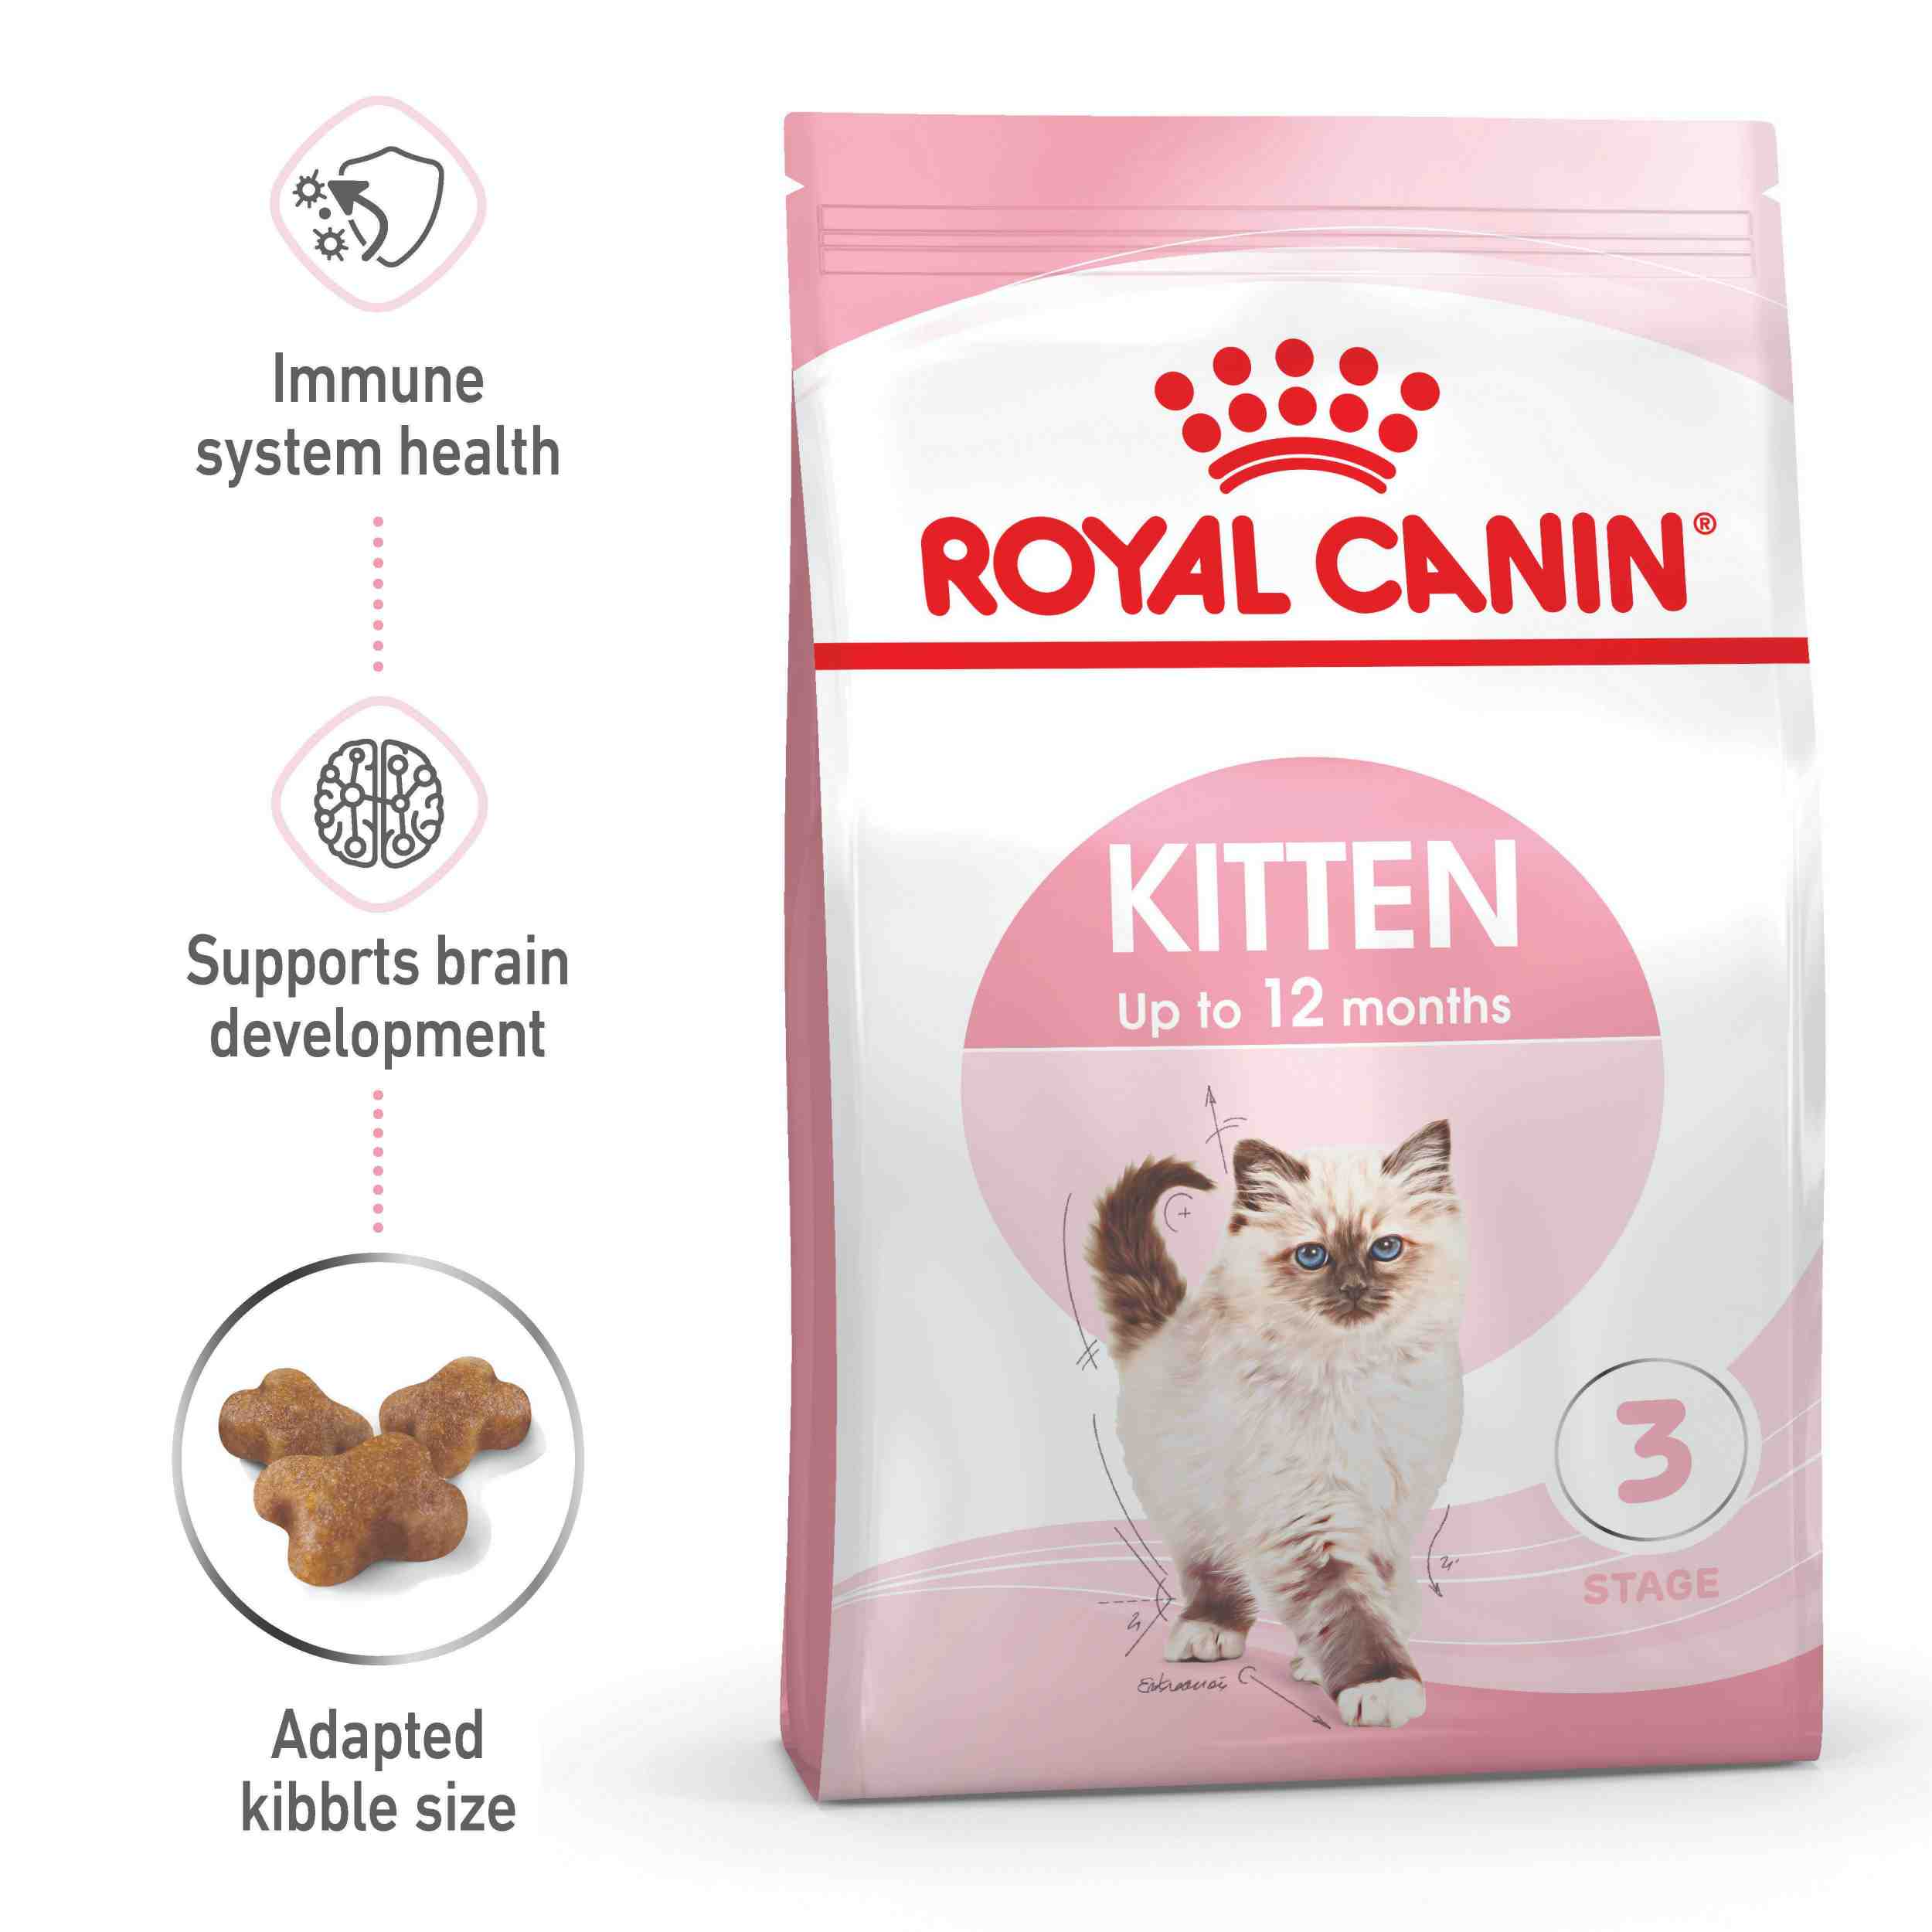 Immune
system health
Supports brain
development
Adapted
kibble size
ROYAL CANIN®
KITTEN
Up to 12 months
3
STAGE